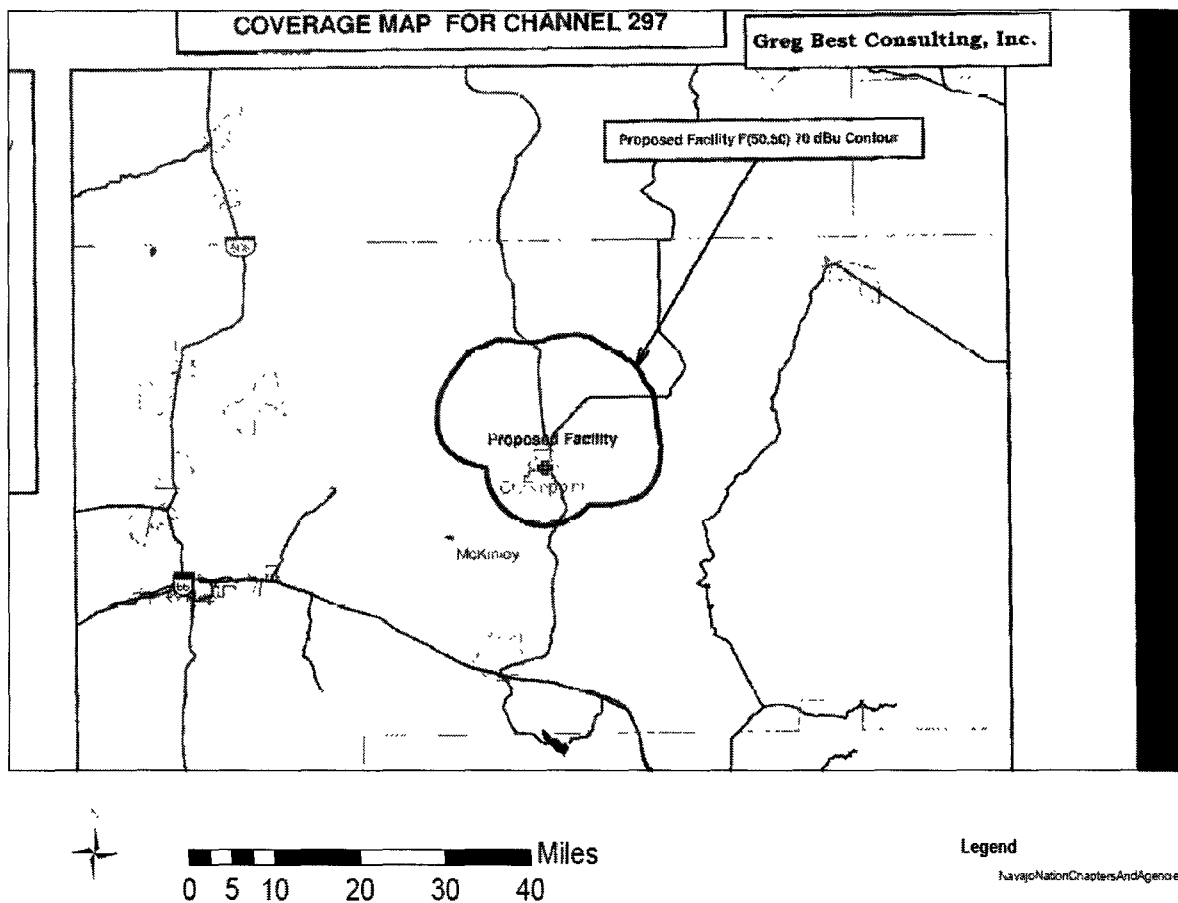 COVERAGE MAP FOR CHANNEL 297
Greg Best Consulting, Inc.
Proposed Facility F(50.50) 70 dBu Contour
Proposed Facility
McKinley
Miles
0 5 10 20 30 40
Legend
NavajoNationChaptersAndAgencie